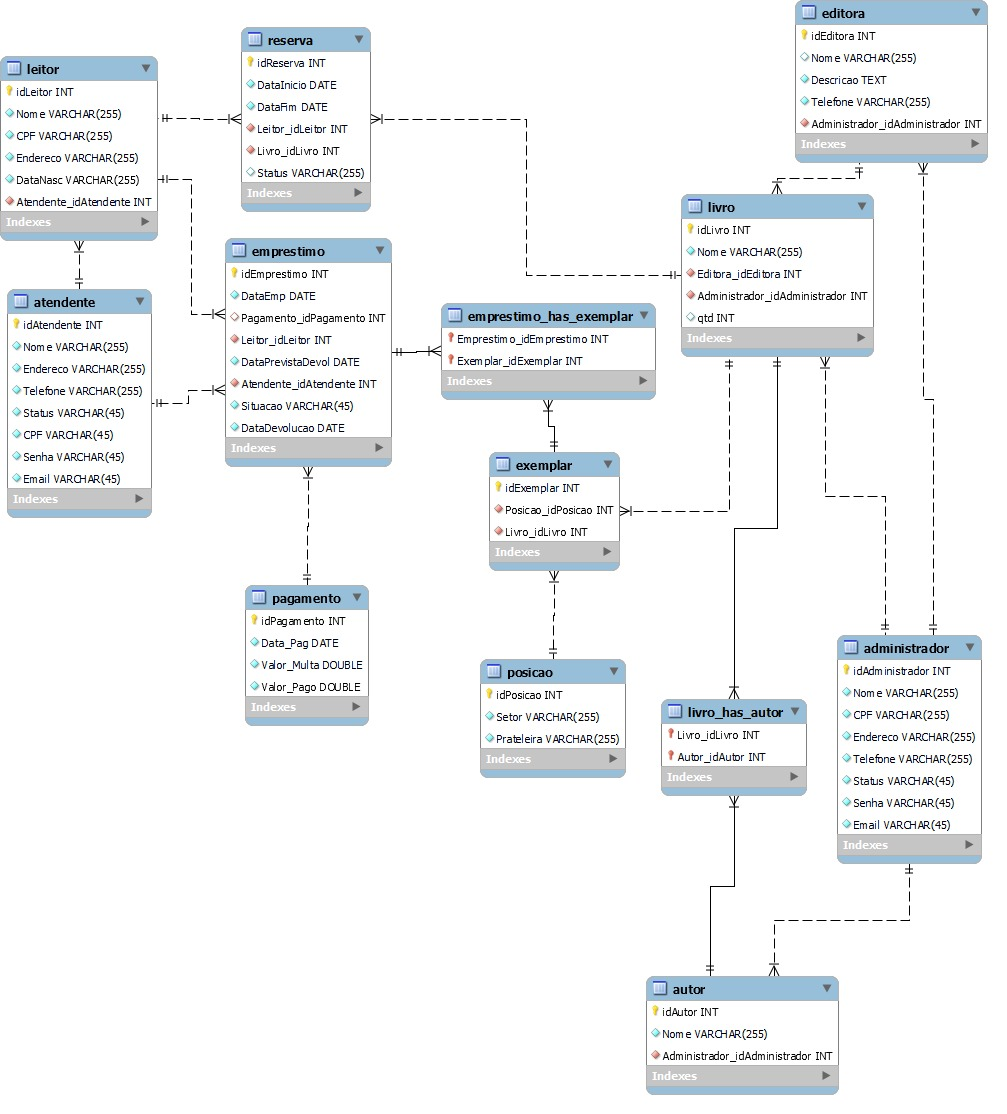 editora
idEditora INT
Nome VARCHAR(255)
Descricao TEXT
Telefone VARCHAR(255)
Administrador_idAdministrador INT
Indexes
reserva
idReserva INT
DataInicio DATE
DataFim DATE
Leitor_idLeitor INT
Livro_idLivro INT
Status VARCHAR(255)
Indexes
leitor
idLeitor INT
Nome VARCHAR(255)
CPF VARCHAR(255)
Endereco VARCHAR(255)
DataNasc VARCHAR(255)
Atendente_idAtendente INT
Indexes
livro
idLivro INT
Nome VARCHAR(255)
Editora_idEditora INT
Administrador_idAdministrador INT
qtd INT
Indexes
emprestimo
idEmprestimo INT
DataEmp DATE
Pagamento_idPagamento INT
Leitor_idLeitor INT
DataPrevistaDevol DATE
Atendente_idAtendente INT
Situacao VARCHAR(45)
DataDevolucao DATE
Indexes
atendente
idAtendente INT
Nome VARCHAR(255)
Endereco VARCHAR(255)
Telefone VARCHAR(255)
Status VARCHAR(45)
CPF VARCHAR(45)
Senha VARCHAR(45)
Email VARCHAR(45)
Indexes
emprestimo_has_exemplar
Emprestimo_idEmprestimo INT
Exemplar_idExemplar INT
Indexes
exemplar
idExemplar INT
Posicao_idPosicao INT
Livro_idLivro INT
Indexes
pagamento
idPagamento INT
Data_Pag DATE
Valor_Multa DOUBLE
Valor_Pago DOUBLE
Indexes
posicao
idPosicao INT
Setor VARCHAR(255)
Prateleira VARCHAR(255)
Indexes
administrador
idAdministrador INT
Nome VARCHAR(255)
CPF VARCHAR(255)
Endereco VARCHAR(255)
Telefone VARCHAR(255)
Status VARCHAR(45)
Senha VARCHAR(45)
Email VARCHAR(45)
Indexes
livro_has_autor
Livro_idLivro INT
Autor_idAutor INT
Indexes
autor
idAutor INT
Nome VARCHAR(255)
Administrador_idAdministrador INT
Indexes